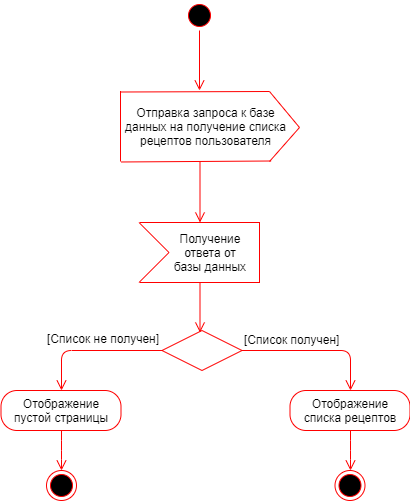 Отправка запроса к базе
данных на получение списка
рецептов пользователя
Получение
ответа от
базы данных
[Список не получен]
[Список получен]
Отображение
пустой страницы
Отображение
списка рецептов